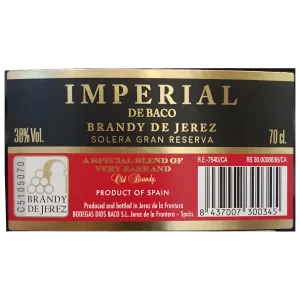 IMPERIAL
DE BACO
BRANDY DE JEREZ
SOLERA GRAN RESERVA
38% Vol.
70 cl.
A SPECIAL BLEND OF
VERY RARE AND
Old Brandy.
PRODUCT OF SPAIN
Produced and bottled in Jerez de la Frontera
BODEGAS DIOS BACO S.L. Jerez de la Frontera - Spain.
C5105070
BRANDY
DE JEREZ
R.E.-7540/CA
RS 30.0008836/CA
8 437007 300345